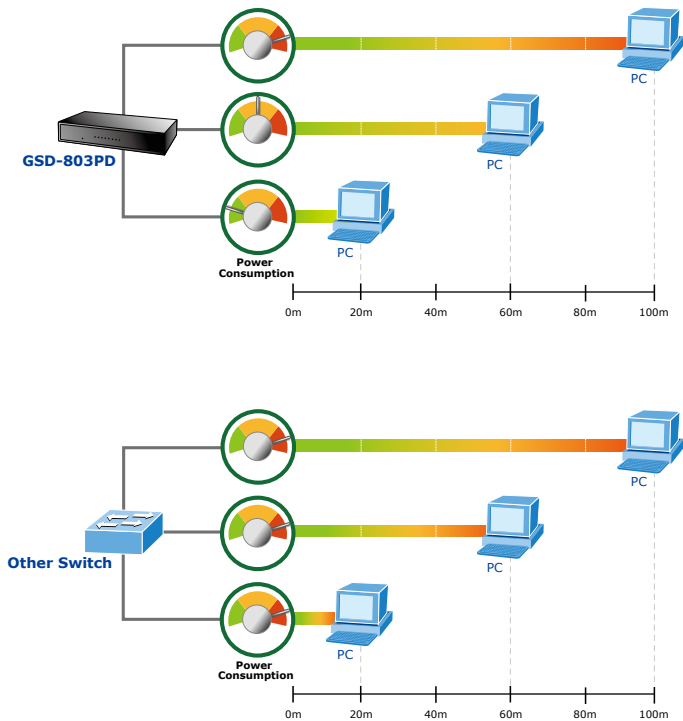 PC
GSD-803PD
PC
PC
Power
Consumption
0m 20m 40m 60m 80m 100m
PC
Other Switch
PC
PC
Power
Consumption
0m 20m 40m 60m 80m 100m